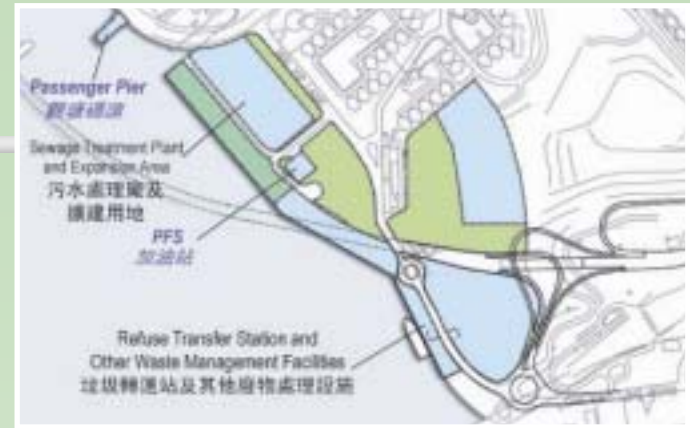 Passenger Pier
觀塘碼頭
Sewage Treatment Plant
and Expansion Area
污水處理廠及
擴建用地
PFS
加油站
Refuse Transfer Station and
Other Waste Management Facilities
垃圾轉運站及其他廢物處理設施